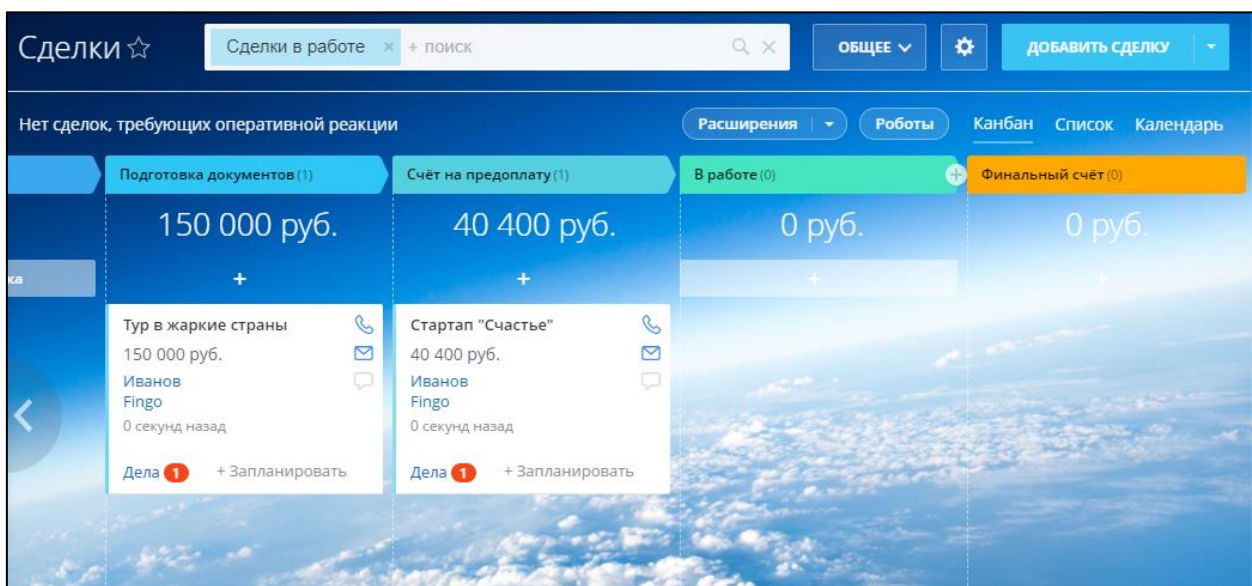 Сделки
Сделки в работе × + поиск
ОБЩЕЕ
ДОБАВИТЬ СДЕЛКУ
Нет сделок, требующих оперативной реакции
Расширения
Роботы
Канбан Список Календарь
Подготовка документов (1)
Счёт на предоплату (1)
В работе (0)
Финальный счёт (0)
150 000 руб.
40 400 руб.
0 руб.
0 руб.
ка
+
+
+
+
Тур в жаркие страны
150 000 руб.
Иванов
Fingo
0 секунд назад
Дела 1 + Запланировать
Стартап "Счастье"
40 400 руб.
Иванов
Fingo
0 секунд назад
Дела 1 + Запланировать